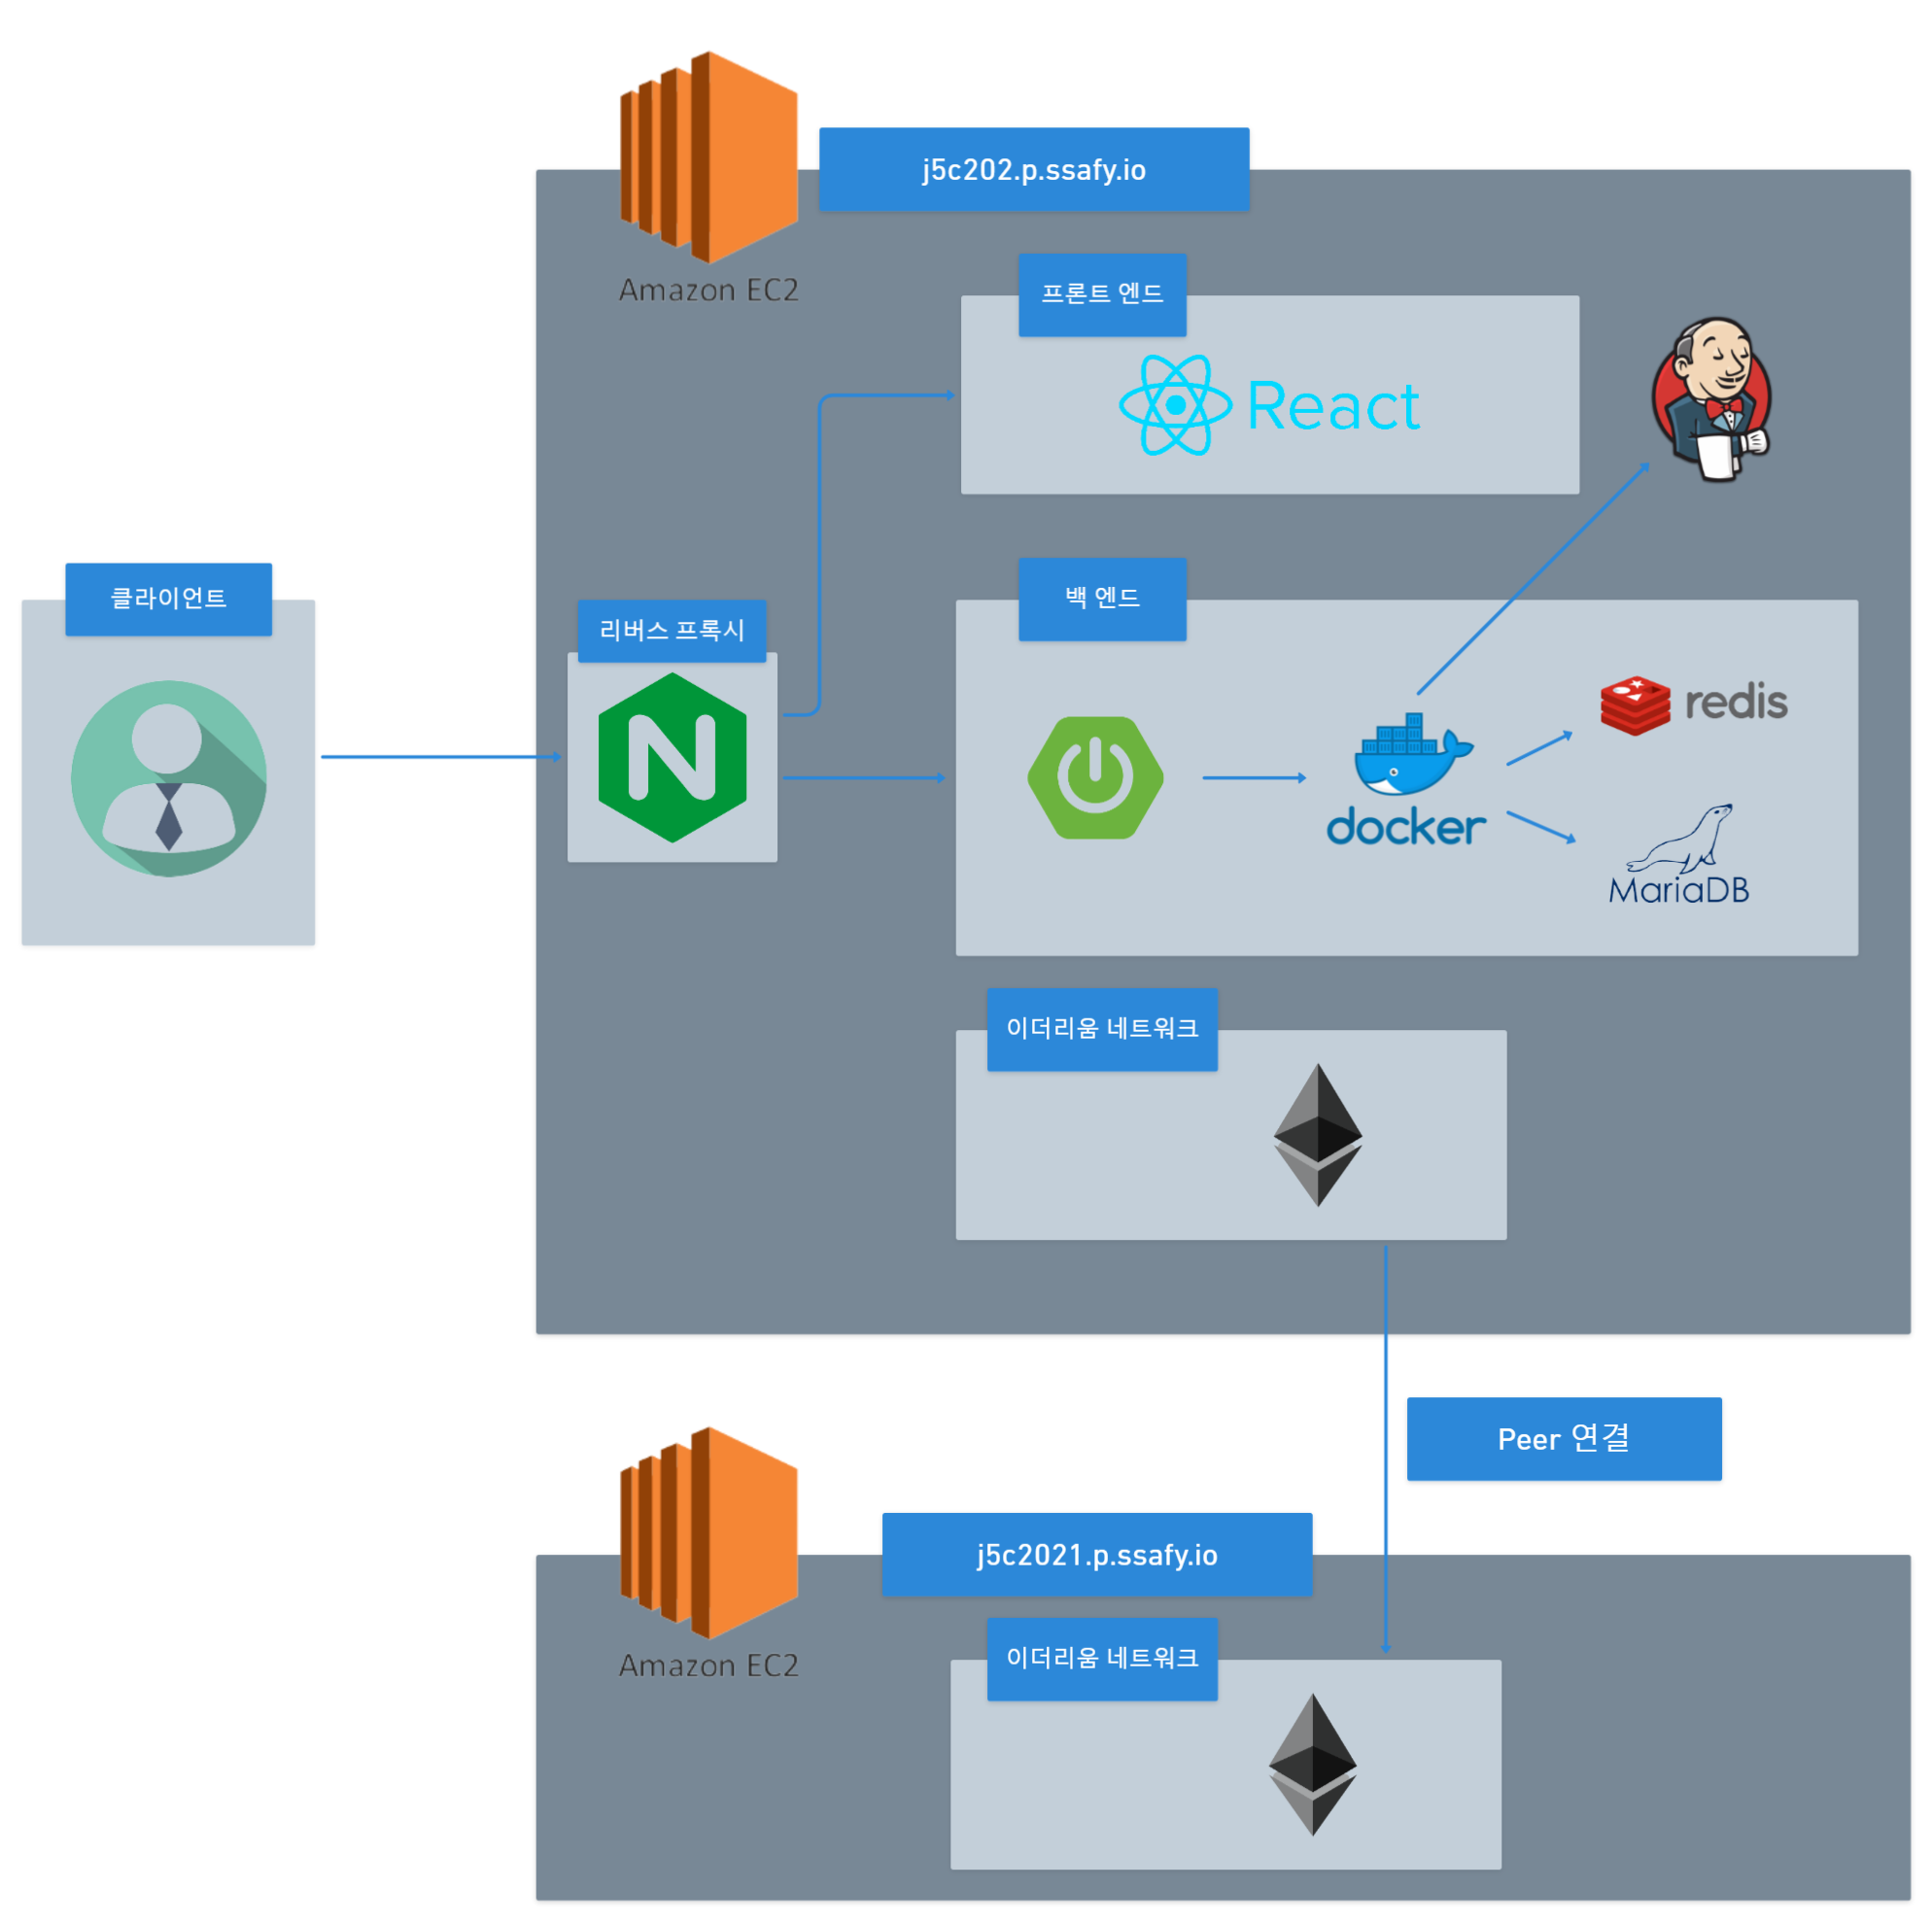 j5c202.p.ssafy.io
Amazon EC2
프론트 엔드
React
클라이언트
리버스 프록시
백 엔드
redis
docker
MariaDB
이더리움 네트워크
Peer 연결
j5c2021.p.ssafy.io
Amazon EC2
이더리움 네트워크